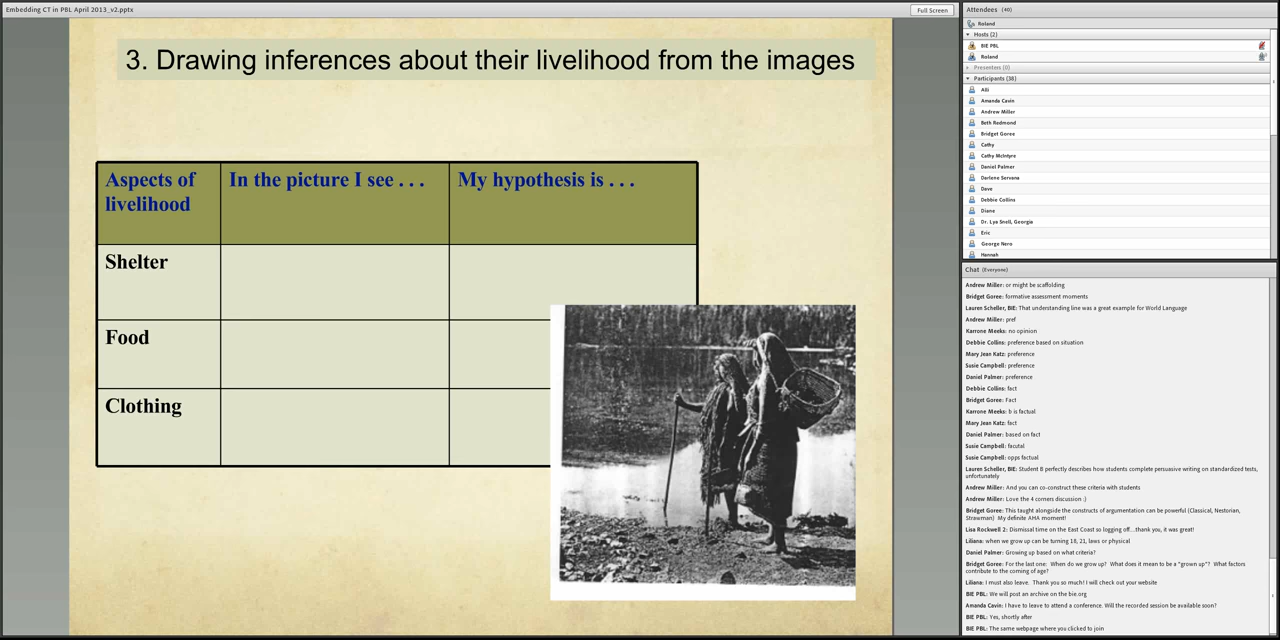 Embedding CT in PBL April 2013_v2.pptx
Full Screen
3. Drawing inferences about their livelihood from the images
Aspects of
livelihood
In the picture I see . . .
My hypothesis is . . .
Shelter
Food
Clothing
Attendees (40)
Roland
Hosts (2)
BIE PBL
Roland
Presenters (0)
Participants (38)
Alli
Amanda Cavin
Andrew Miller
Beth Redmond
Bridget Goree
Cathy
Cathy McIntyre
Daniel Palmer
Darlene Servana
Dave
Debbie Collins
Diane
Dr. Lya Snell, Georgia
Eric
George Nero
Hannah
Chat (Everyone)
Andrew Miller: or might be scaffolding
Bridget Goree: formative assessment moments
Lauren Scheller, BIE: That understanding line was a great example for World Language
Andrew Miller: pref
Karrone Meeks: no opinion
Debbie Collins: preference based on situation
Mary Jean Katz: preference
Susie Campbell: preference
Daniel Palmer: preference
Debbie Collins: fact
Bridget Goree: Fact
Karrone Meeks: b is factual
Mary Jean Katz: fact
Daniel Palmer: based on fact
Susie Campbell: facutal
Susie Campbell: opps factual
Lauren Scheller, BIE: Student B perfectly describes how students complete persuasive writing on standardized tests,
unfortunately
Andrew Miller: And you can co-construct these criteria with students
Andrew Miller: Love the 4 corners discussion :)
Bridget Goree: This taught alongside the constructs of argumentation can be powerful (Classical, Nestorian,
Strawman) My definite AHA moment!
Lisa Rockwell 2: Dismissal time on the East Coast so logging off...thank you, it was great!
Liliana: when we grow up can be turning 18, 21, laws or physical
Daniel Palmer: Growing up based on what criteria?
Bridget Goree: For the last one: When do we grow up? What does it mean to be a "grown up"? What factors
contribute to the coming of age?
Liliana: I must also leave. Thank you so much! I will check out your website
BIE PBL: We will post an archive on the bie.org
Amanda Cavin: I have to leave to attend a conference. Will the recorded session be available soon?
BIE PBL: Yes, shortly after
BIE PBL: The same webpage where you clicked to join